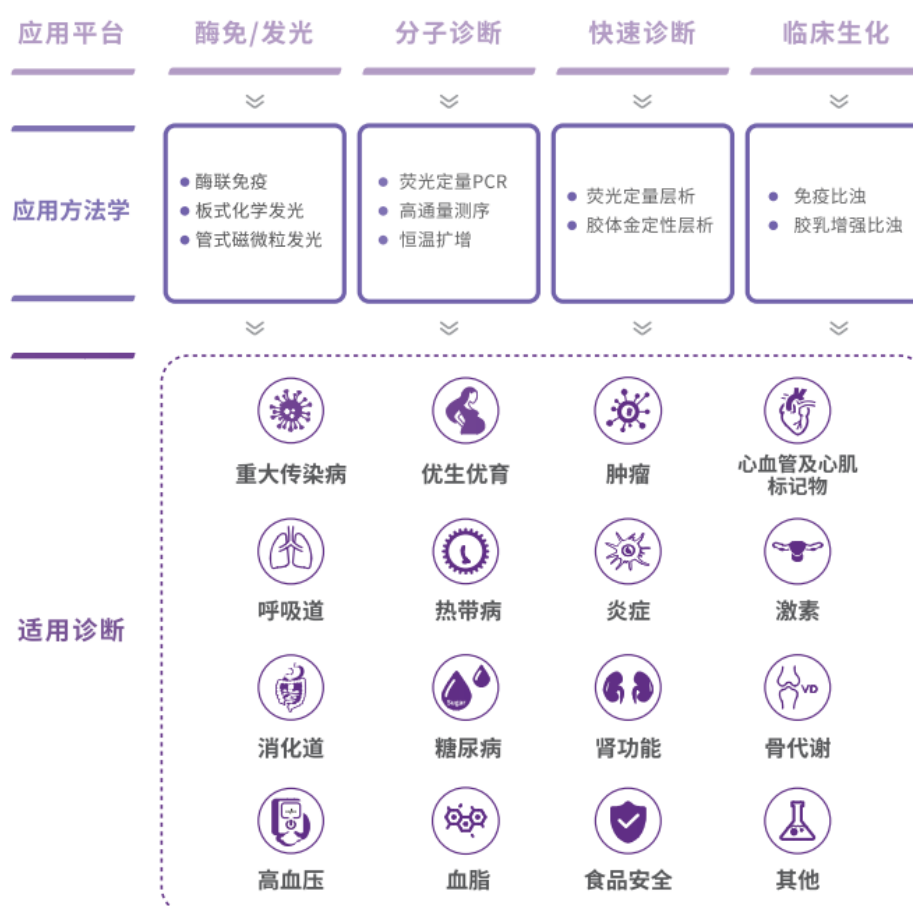 应用平台
酶免/发光
分子诊断
快速诊断
临床生化
应用方法学
酶联免疫
板式化学发光
管式磁微粒发光
荧光定量PCR
高通量测序
恒温扩增
荧光定量层析
胶体金定性层析
免疫比浊
胶乳增强比浊
适用诊断
重大传染病
优生优育
肿瘤
心血管及心肌
标记物
呼吸道
热带病
炎症
激素
消化道
Sugar
糖尿病
肾功能
VD
骨代谢
高血压
血脂
食品安全
其他